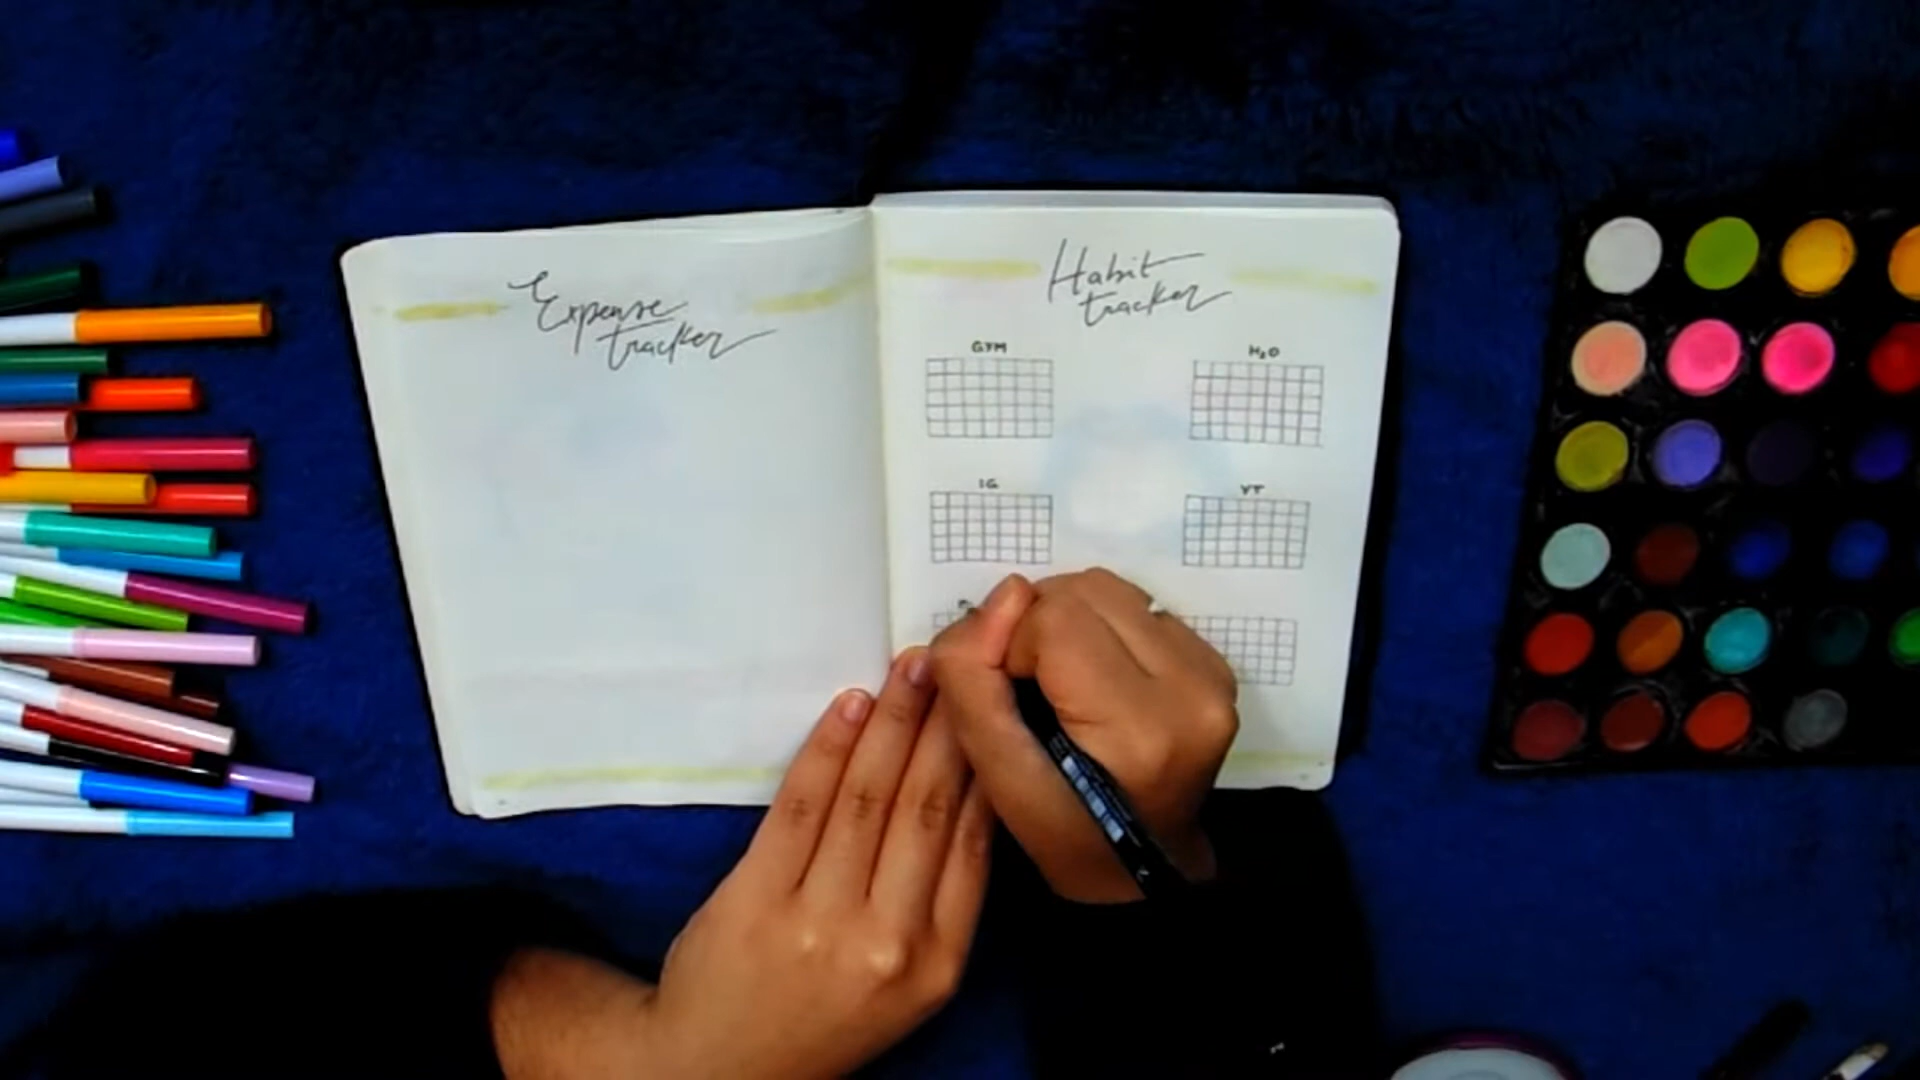 Expense
tracker
Habit
tracker
GYM
H₂O
IG
YT